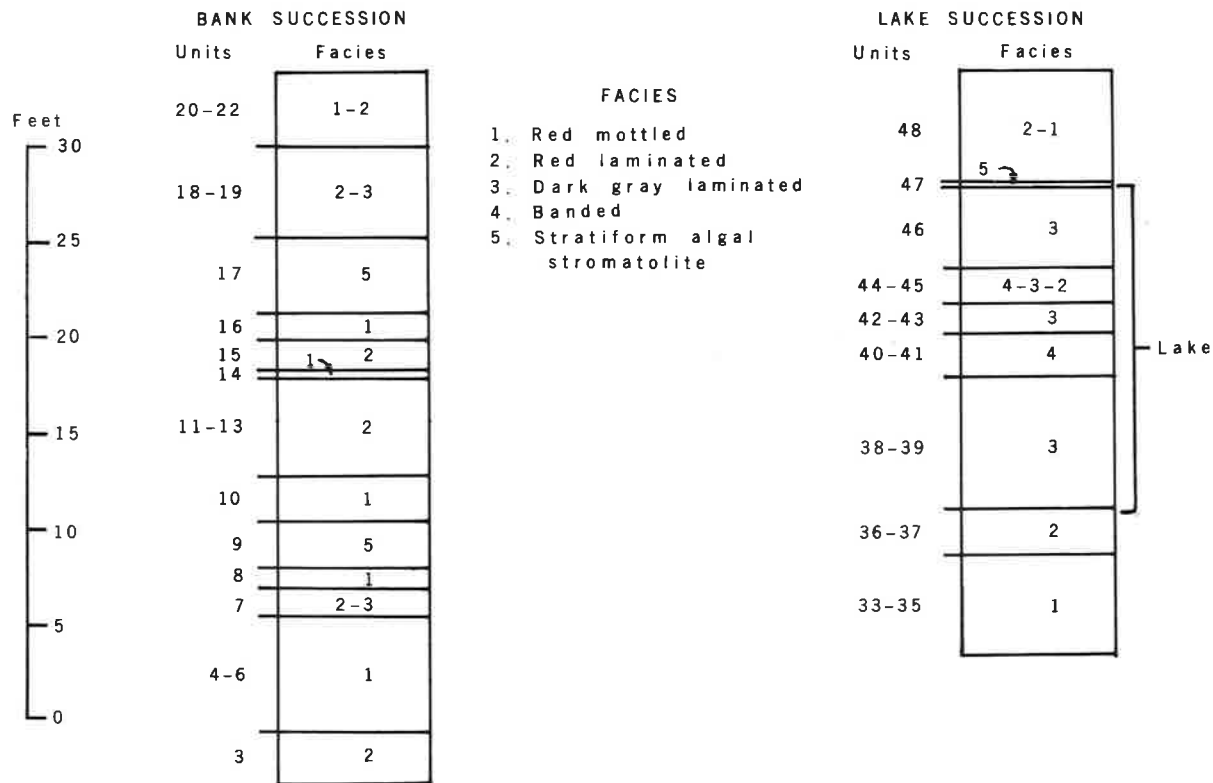 BANK SUCCESSION
Units Facies
20-22 1-2
18-19 2-3
17 5
16 1
15 2
14 1
11-13 2
10 1
9 5
8 1
7 2-3
4-6 1
3 2
Feet
30
25
20
15
10
5
0
FACIES
1. Red mottled
2. Red laminated
3. Dark gray laminated
4. Banded
5. Stratiform algal
stromatolite
LAKE SUCCESSION
Units Facies
48 2-1
47 5
46 3
44-45 4-3-2
42-43 3
40-41 4
38-39 3
36-37 2
33-35 1
Lake